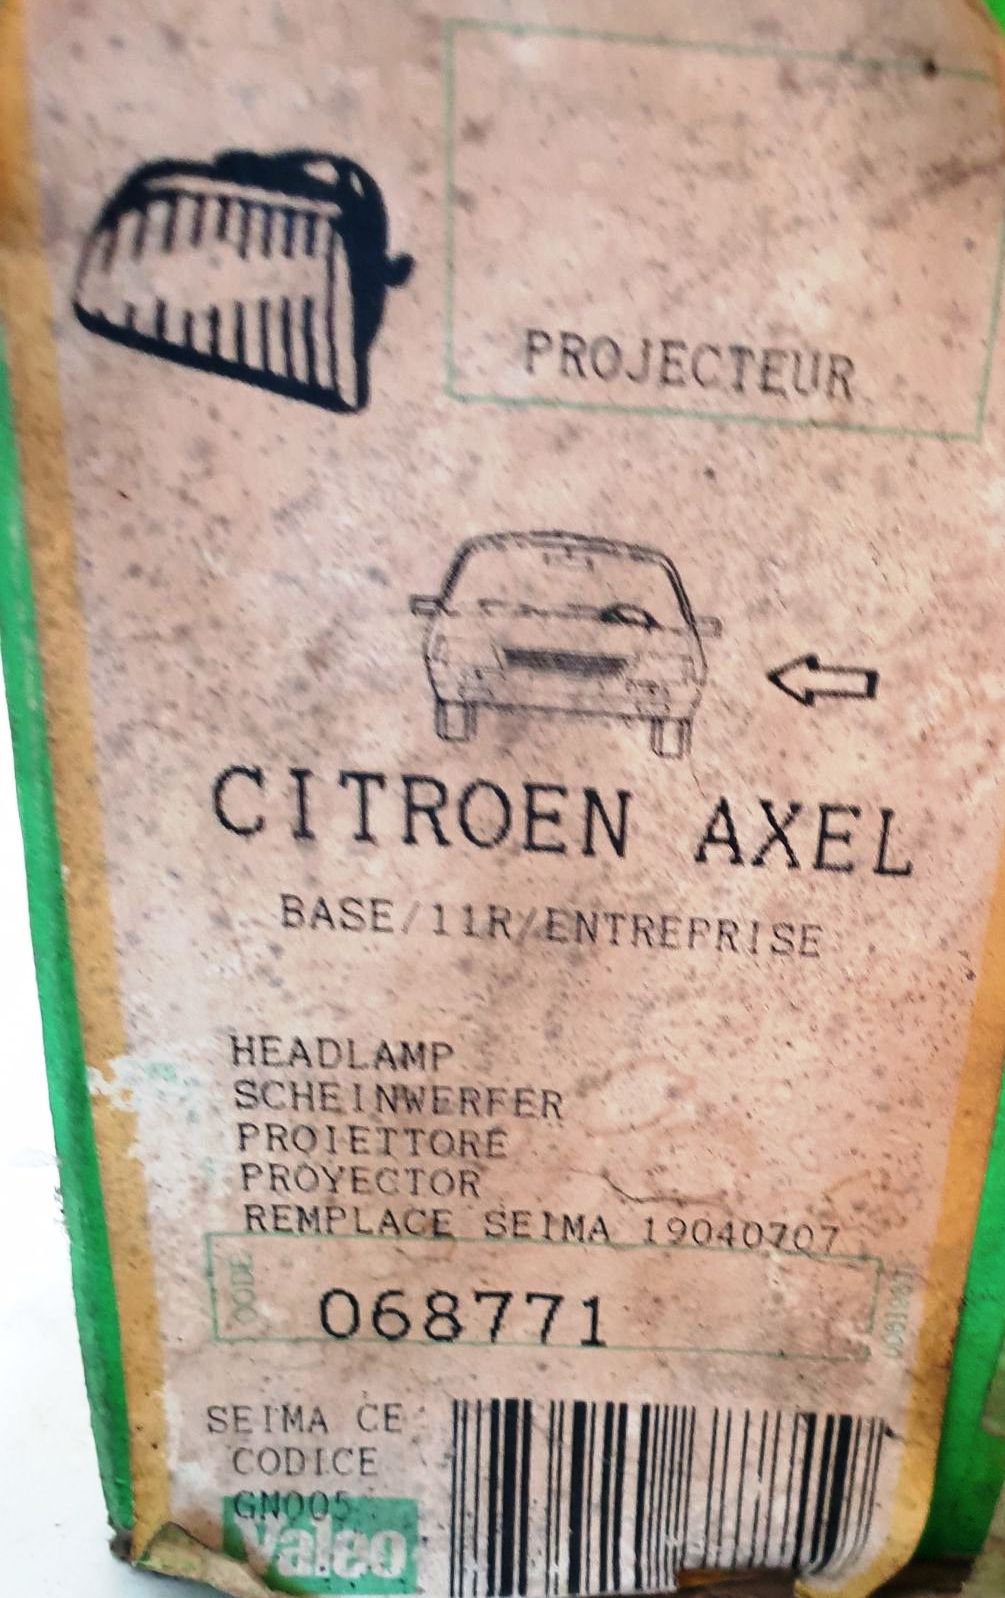 PROJECTEUR
CITROEN AXEL
BASE/11R/ENTREPRISE
HEADLAMP
SCHEINWERFER
PROIETTORE
PROYECTOR
REMPLACE SEIMA 19040707
CODE
068771
SEIMA CE
CODICE
GM005
Valeo